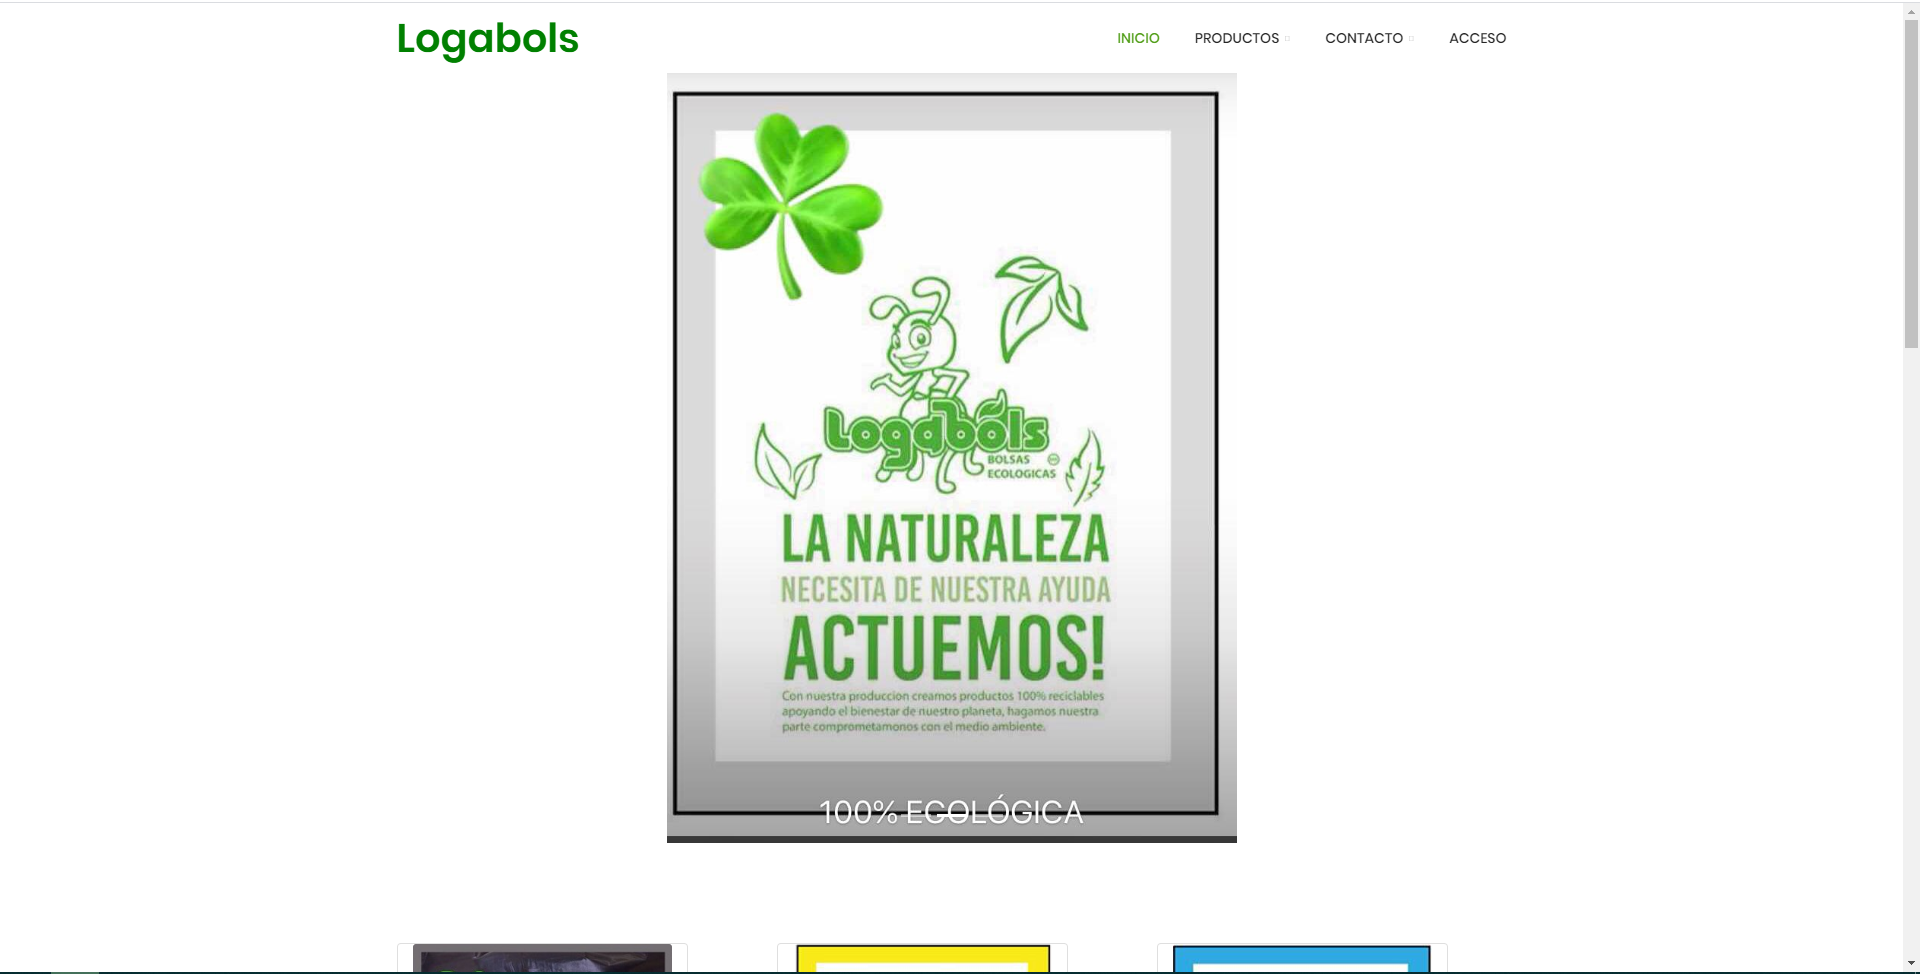 Logabols
INICIO
PRODUCTOS
CONTACTO
ACCESO
Logabols
BOLSAS
ECOLOGICAS
LA NATURALEZA
NECESITA DE NUESTRA AYUDA
ACTUEMOS!
Con nuestra produccion creamos productos 100% reciclables
apoyando el bienestar de nuestro planeta, hagamos nuestra
parte comprometamonos con el medio ambiente.
100% ECOLÓGICA